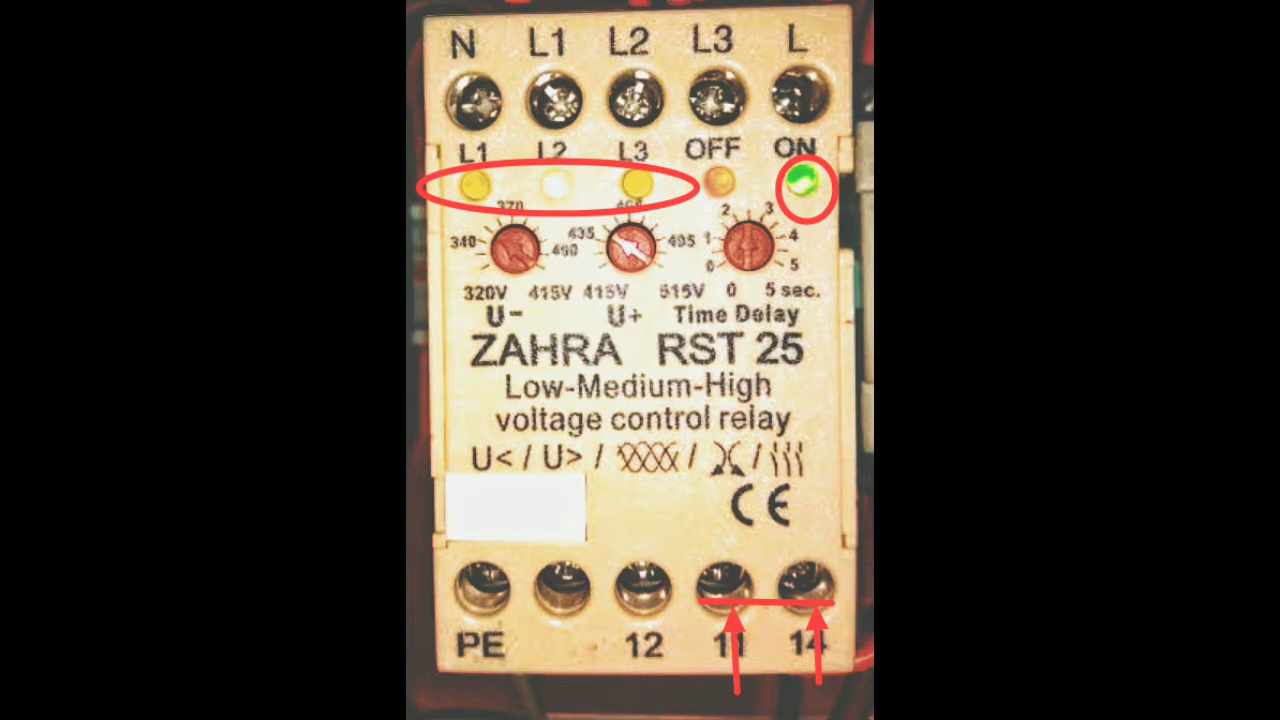 N L1 L2 L3 L
L1 L2 L3 OFF ON
370 460 2 3
340 435 495 1 4
460 0 5
320V 415V 415V 515V 0 5 sec.
U- U+ Time Delay
ZAHRA RST 25
Low-Medium-High
voltage control relay
U< / U> / / /
CE
PE 12 11 14